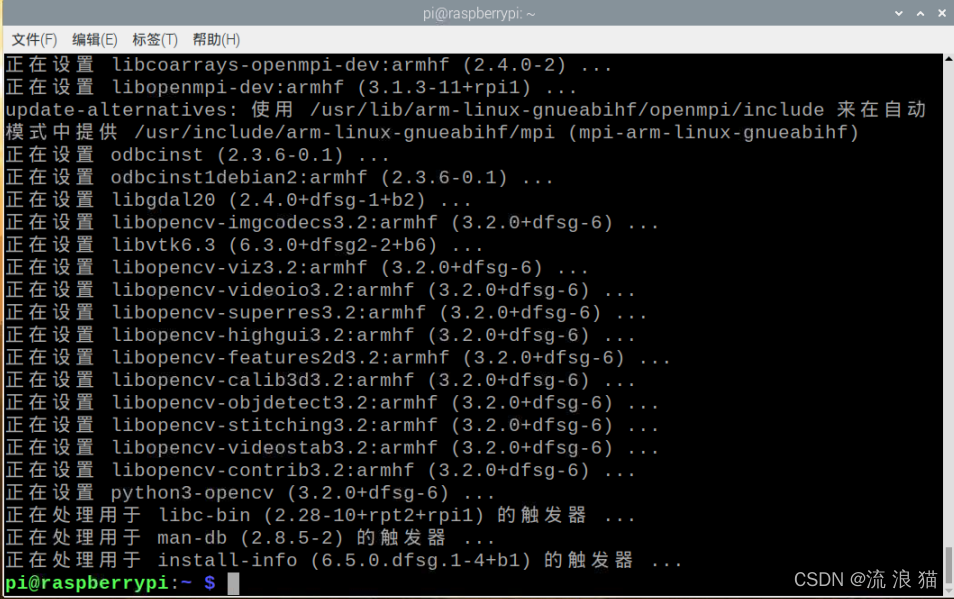 pi@raspberrypi: ~
文件(F) 编辑(E) 标签(T) 帮助(H)
正在设置 libcoarrays-openmpi-dev:armhf (2.4.0-2) ...
正在设置 libopenmpi-dev:armhf (3.1.3-11+rpi1) ...
update-alternatives: 使用 /usr/lib/arm-linux-gnueabihf/openmpi/include 来在自动
模式中提供 /usr/include/arm-linux-gnueabihf/mpi (mpi-arm-linux-gnueabihf)
正在设置 odbcinst (2.3.6-0.1) ...
正在设置 odbcinst1debian2:armhf (2.3.6-0.1) ...
正在设置 libgdal20 (2.4.0+dfsg-1+b2) ...
正在设置 libopencv-imgcodecs3.2:armhf (3.2.0+dfsg-6) ...
正在设置 libvtk6.3 (6.3.0+dfsg2-2+b6) ...
正在设置 libopencv-viz3.2:armhf (3.2.0+dfsg-6) ...
正在设置 libopencv-videoio3.2:armhf (3.2.0+dfsg-6) ...
正在设置 libopencv-superres3.2:armhf (3.2.0+dfsg-6) ...
正在设置 libopencv-highgui3.2:armhf (3.2.0+dfsg-6) ...
正在设置 libopencv-features2d3.2:armhf (3.2.0+dfsg-6) ...
正在设置 libopencv-calib3d3.2:armhf (3.2.0+dfsg-6) ...
正在设置 libopencv-objdetect3.2:armhf (3.2.0+dfsg-6) ...
正在设置 libopencv-stitching3.2:armhf (3.2.0+dfsg-6) ...
正在设置 libopencv-videostab3.2:armhf (3.2.0+dfsg-6) ...
正在设置 libopencv-contrib3.2:armhf (3.2.0+dfsg-6) ...
正在设置 python3-opencv (3.2.0+dfsg-6) ...
正在处理用于 libc-bin (2.28-10+rpt2+rpi1) 的触发器 ...
正在处理用于 man-db (2.8.5-2) 的触发器 ...
正在处理用于 install-info (6.5.0.dfsg.1-4+b1) 的触发器 ...
pi@raspberrypi:~ $
CSDN @流 浪 猫